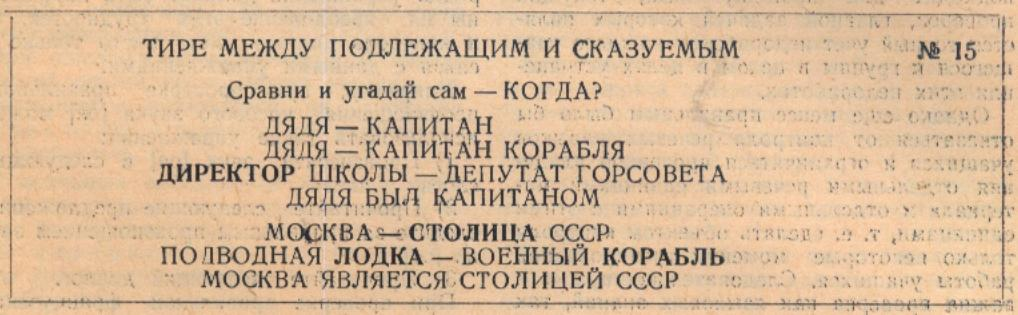 ТИРЕ МЕЖДУ ПОДЛЕЖАЩИМ И СКАЗУЕМЫМ № 15
Сравни и угадай сам — КОГДА?
ДЯДЯ — КАПИТАН
ДЯДЯ — КАПИТАН КОРАБЛЯ
ДИРЕКТОР ШКОЛЫ — ДЕПУТАТ ГОРСОВЕТА
ДЯДЯ БЫЛ КАПИТАНОМ
МОСКВА — СТОЛИЦА СССР
ПОДВОДНАЯ ЛОДКА — ВОЕННЫЙ КОРАБЛЬ
МОСКВА ЯВЛЯЕТСЯ СТОЛИЦЕЙ СССР